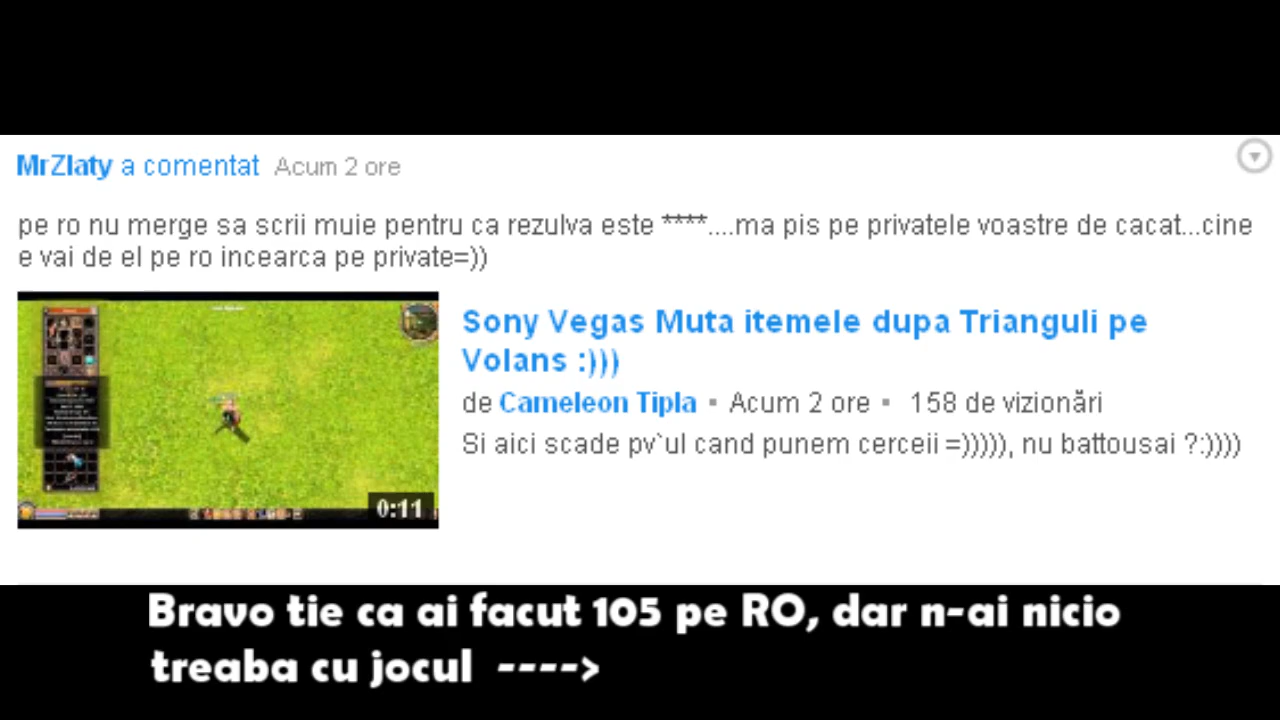 MrZlaty a comentat Acum 2 ore
pe ro nu merge sa scrii muie pentru ca rezulva este ****....ma pis pe privatele voastre de cacat...cine
e vai de el pe ro incearca pe private=))
Sony Vegas Muta itemele dupa Trianguli pe
Volans :)))
de Cameleon Tipla ▪ Acum 2 ore ▪ 158 de vizionări
Si aici scade pv`ul cand punem cerceii =))))), nu battousai ?:))))
0:11
Bravo tie ca ai facut 105 pe RO, dar n-ai nicio
treaba cu jocul ---->